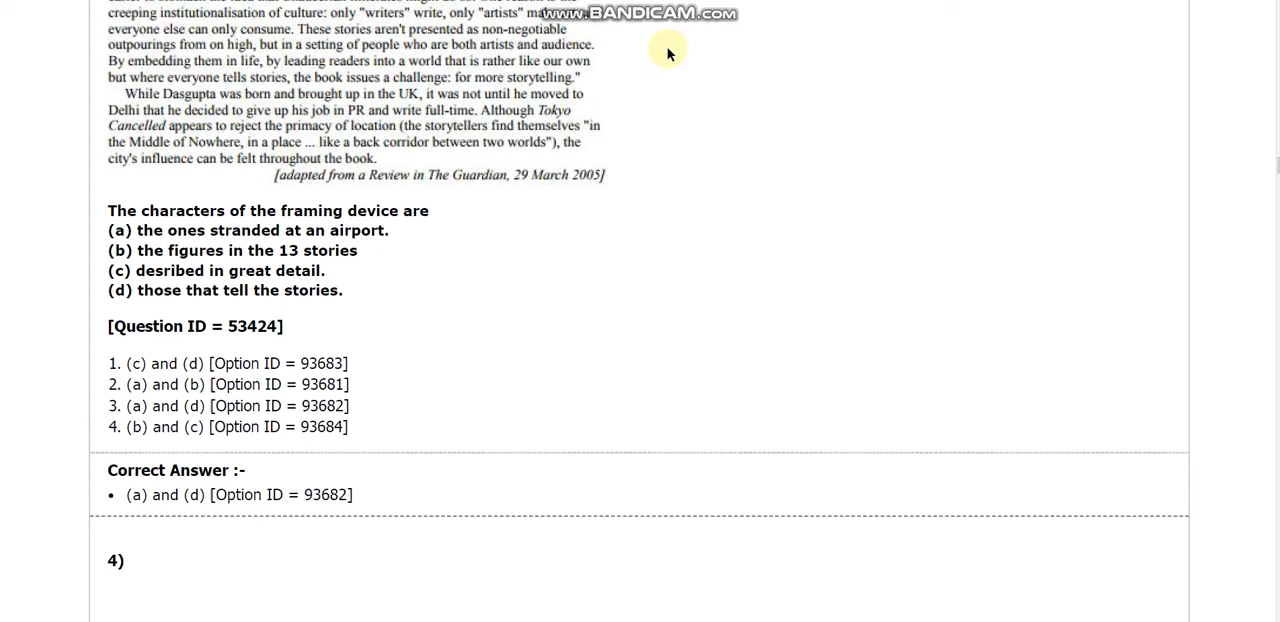 creeping institutionalisation of culture: only "writers" write, only "artists"
www.BANDICAM.com
everyone else can only consume. These stories aren't presented as non-negotiable
outpourings from on high, but in a setting of people who are both artists and audience.
By embedding them in life, by leading readers into a world that is rather like our own
but where everyone tells stories, the book issues a challenge: for more storytelling."
While Dasgupta was born and brought up in the UK, it was not until he moved to
Delhi that he decided to give up his job in PR and write full-time. Although Tokyo
Cancelled appears to reject the primacy of location (the storytellers find themselves "in
the Middle of Nowhere, in a place ... like a back corridor between two worlds"), the
city's influence can be felt throughout the book.
[adapted from a Review in The Guardian, 29 March 2005]
The characters of the framing device are
(a) the ones stranded at an airport.
(b) the figures in the 13 stories
(c) desribed in great detail.
(d) those that tell the stories.
[Question ID = 53424]
1. (c) and (d) [Option ID = 93683]
2. (a) and (b) [Option ID = 93681]
3. (a) and (d) [Option ID = 93682]
4. (b) and (c) [Option ID = 93684]
Correct Answer :-
• (a) and (d) [Option ID = 93682]
4)